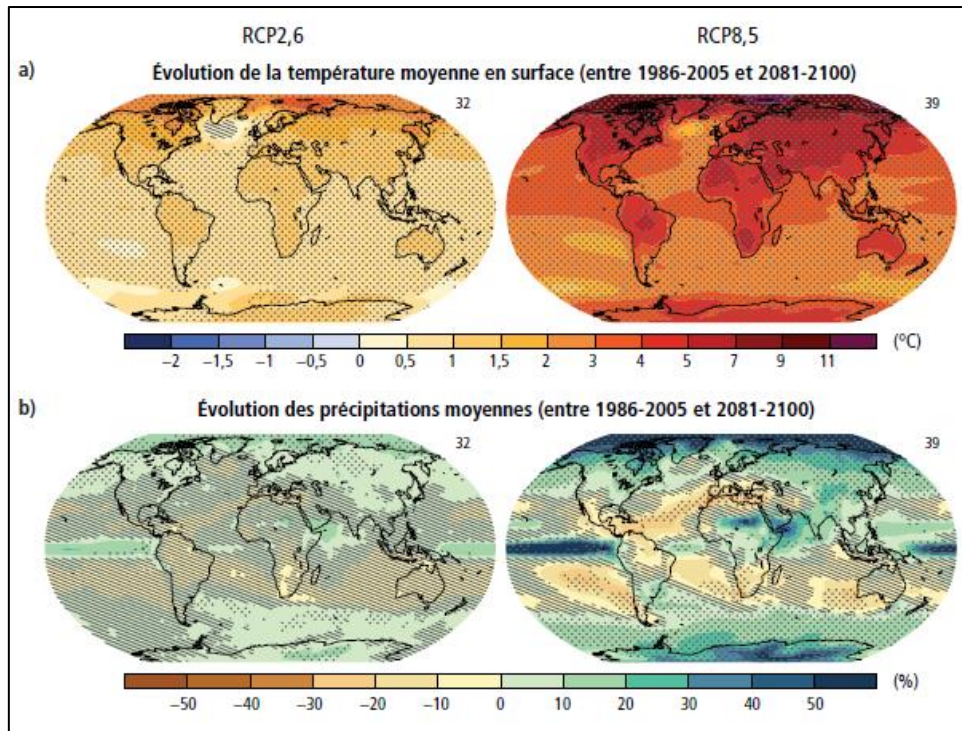 RCP2,6 RCP8,5
a) Évolution de la température moyenne en surface (entre 1986-2005 et 2081-2100)
32 39
−2 −1,5 −1 −0,5 0 0,5 1 1,5 2 3 4 5 7 9 11 (°C)
b) Évolution des précipitations moyennes (entre 1986-2005 et 2081-2100)
32 39
−50 −40 −30 −20 −10 0 10 20 30 40 50 (%)